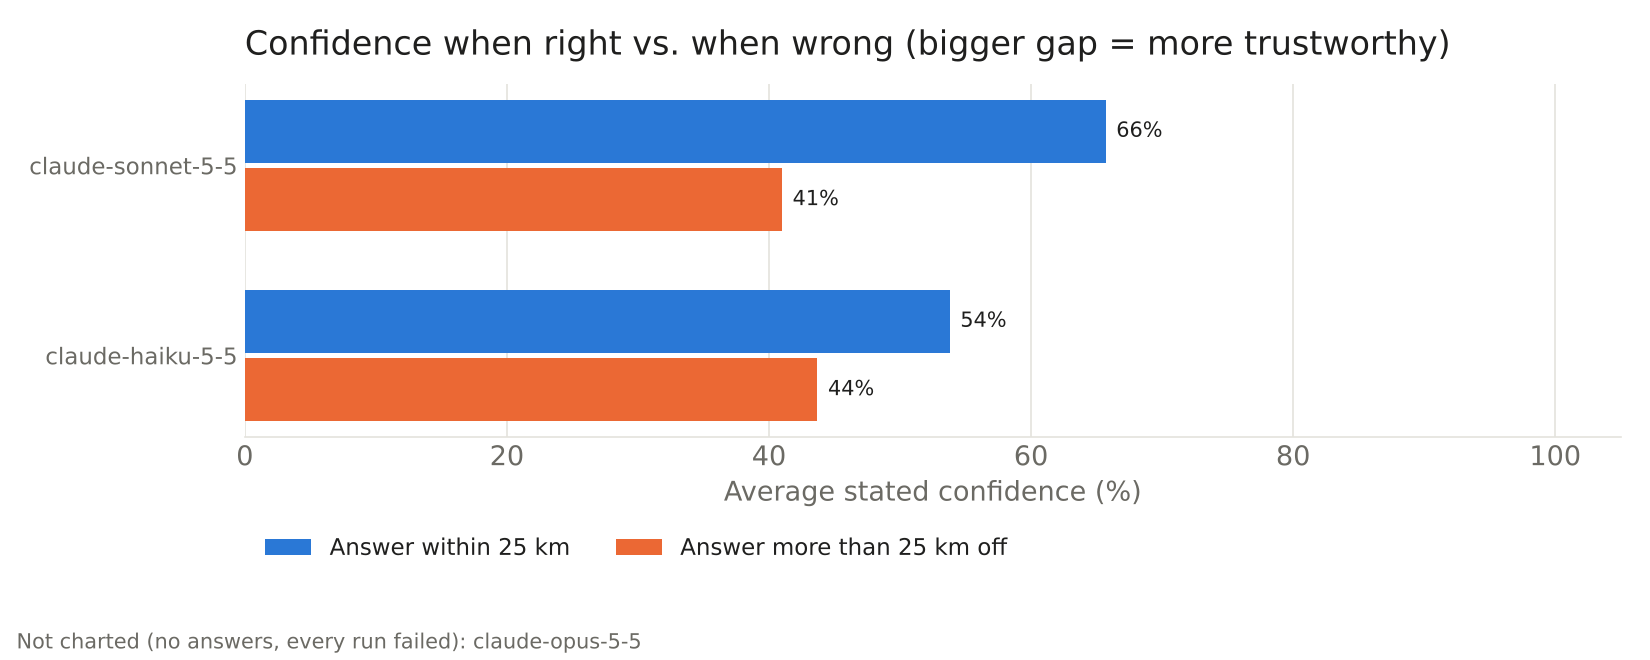 Confidence when right vs. when wrong (bigger gap = more trustworthy)
66%
claude-sonnet-5-5
41%
54%
claude-haiku-5-5
44%
0 20 40 60 80 100
Average stated confidence (%)
Answer within 25 km Answer more than 25 km off
Not charted (no answers, every run failed): claude-opus-5-5